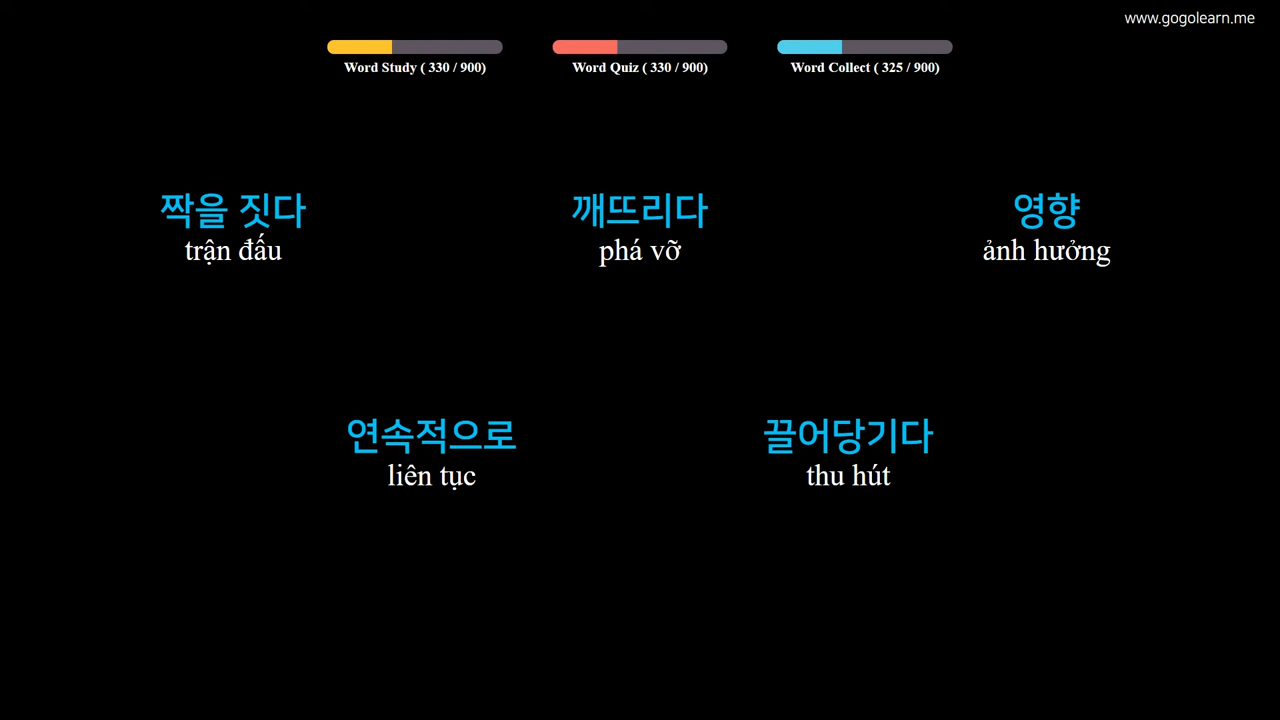 www.gogolearn.me
Word Study ( 330 / 900)
Word Quiz ( 330 / 900)
Word Collect ( 325 / 900)
짝을 짓다
trận đấu
깨뜨리다
phá vỡ
영향
ảnh hưởng
연속적으로
liên tục
끌어당기다
thu hút